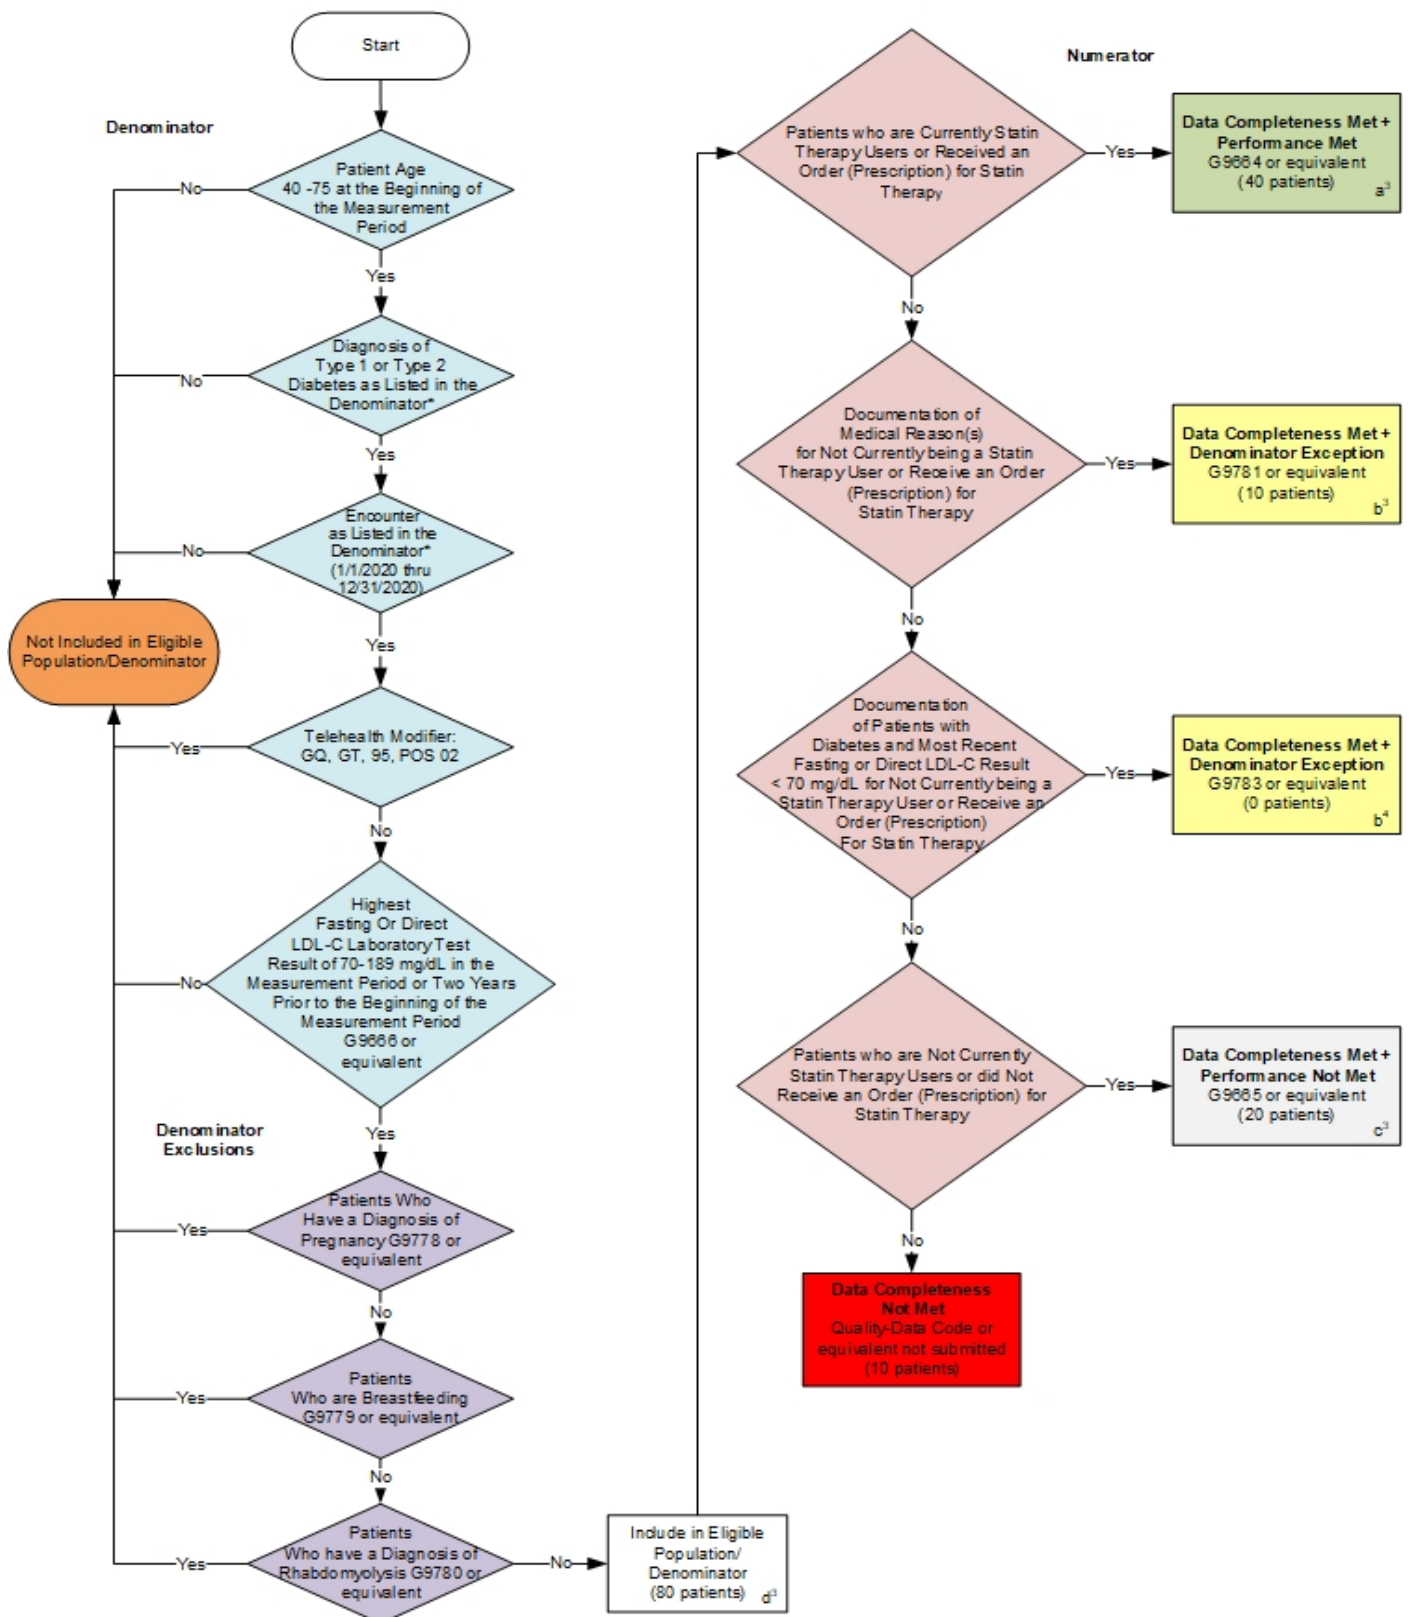 Start
Denominator
Patient Age
40 -75 at the Beginning of
the Measurement
Period
No
Yes
Diagnosis of
Type 1 or Type 2
Diabetes as Listed in the
Denominator*
No
Yes
Encounter
as Listed in the
Denominator*
(1/1/2020 thru
12/31/2020)
No
Yes
Not Included in Eligible
Population/Denominator
Telehealth Modifier:
GQ, GT, 95, POS 02
Yes
No
Highest
Fasting Or Direct
LDL-C Laboratory Test
Result of 70-189 mg/dL in the
Measurement Period or Two Years
Prior to the Beginning of the
Measurement Period
G9666 or
equivalent
No
Yes
Denominator
Exclusions
Patients Who
Have a Diagnosis of
Pregnancy G9778 or
equivalent
Yes
No
Patients
Who are Breastfeeding
G9779 or equivalent
Yes
No
Patients
Who have a Diagnosis of
Rhabdomyolysis G9780 or
equivalent
Yes
No
Include in Eligible
Population/
Denominator
(80 patients) d³
Numerator
Patients who are Currently Statin
Therapy Users or Received an
Order (Prescription) for Statin
Therapy
Yes
Data Completeness Met +
Performance Met
G9664 or equivalent
(40 patients)
a³
No
Documentation of
Medical Reason(s)
for Not Currently being a Statin
Therapy User or Receive an Order
(Prescription) for
Statin Therapy
Yes
Data Completeness Met +
Denominator Exception
G9781 or equivalent
(10 patients)
b³
No
Documentation
of Patients with
Diabetes and Most Recent
Fasting or Direct LDL-C Result
< 70 mg/dL for Not Currently being a
Statin Therapy User or Receive an
Order (Prescription)
For Statin Therapy
Yes
Data Completeness Met +
Denominator Exception
G9783 or equivalent
(0 patients)
b⁴
No
Patients who are Not Currently
Statin Therapy Users or did Not
Receive an Order (Prescription) for
Statin Therapy
Yes
Data Completeness Met +
Performance Not Met
G9665 or equivalent
(20 patients)
c³
No
Data Completeness
Not Met
Quality-Data Code or
equivalent not submitted
(10 patients)